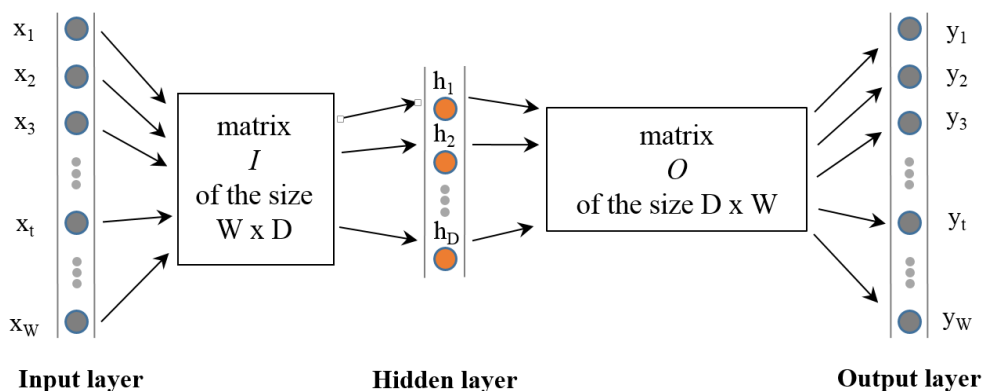 x1
x2
x3
xt
xW
Input layer
matrix
I
of the size
W x D
h1
h2
hD
Hidden layer
matrix
O
of the size D x W
y1
y2
y3
yt
yW
Output layer